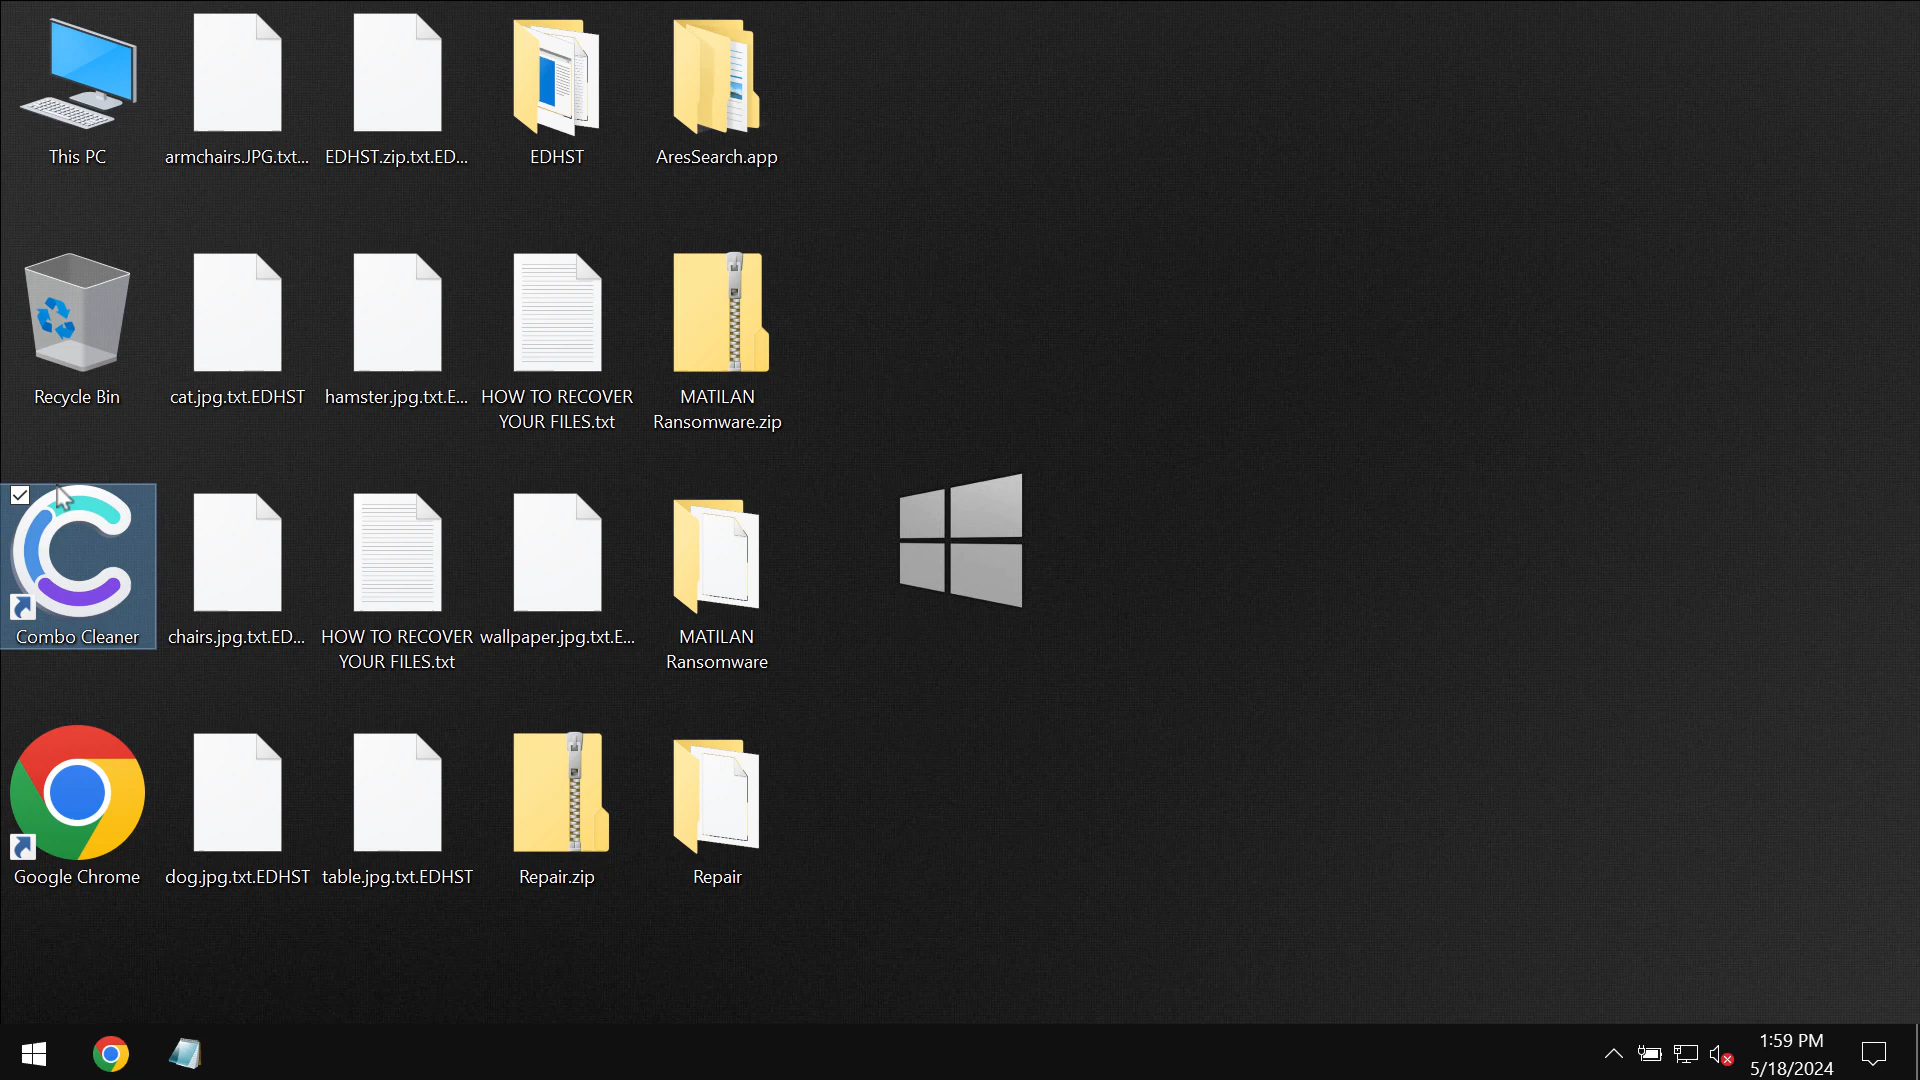 This PC
armchairs.JPG.txt...
EDHST.zip.txt.ED...
EDHST
AresSearch.app
Recycle Bin
cat.jpg.txt.EDHST
hamster.jpg.txt.E...
HOW TO RECOVER
YOUR FILES.txt
MATILAN
Ransomware.zip
Combo Cleaner
chairs.jpg.txt.ED...
HOW TO RECOVER
YOUR FILES.txt
wallpaper.jpg.txt.E...
MATILAN
Ransomware
Google Chrome
dog.jpg.txt.EDHST
table.jpg.txt.EDHST
Repair.zip
Repair
1:59 PM
5/18/2024